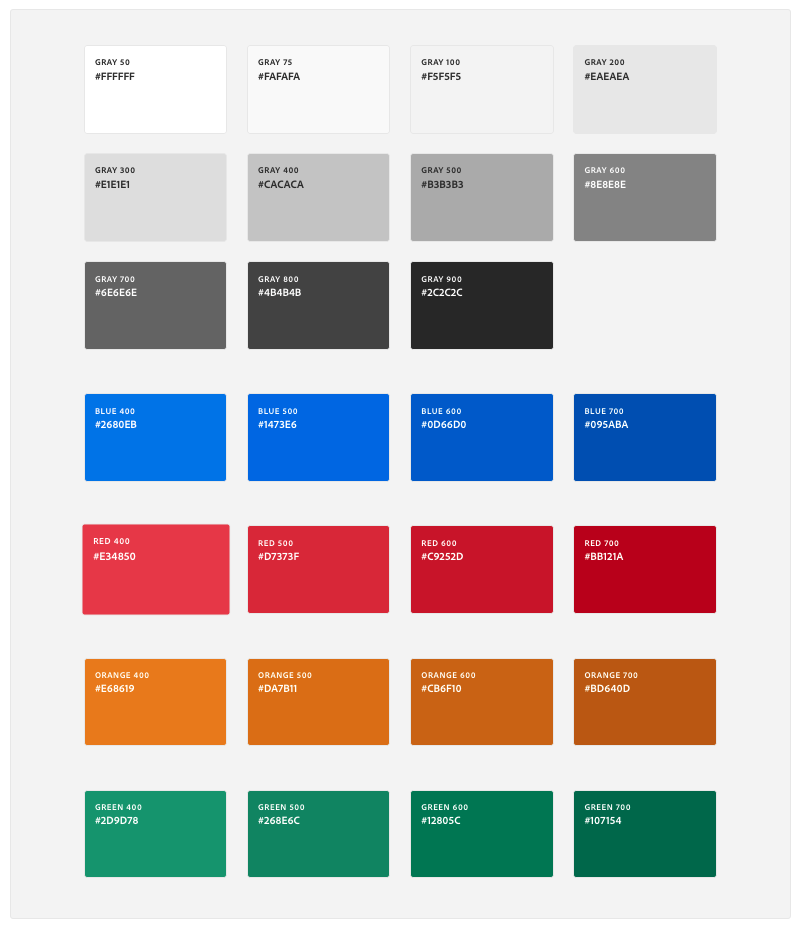 GRAY 50
#FFFFFF
GRAY 75
#FAFAFA
GRAY 100
#F5F5F5
GRAY 200
#EAEAEA
GRAY 300
#E1E1E1
GRAY 400
#CACACA
GRAY 500
#B3B3B3
GRAY 600
#8E8E8E
GRAY 700
#6E6E6E
GRAY 800
#4B4B4B
GRAY 900
#2C2C2C
BLUE 400
#2680EB
BLUE 500
#1473E6
BLUE 600
#0D66D0
BLUE 700
#095ABA
RED 400
#E34850
RED 500
#D7373F
RED 600
#C9252D
RED 700
#BB121A
ORANGE 400
#E68619
ORANGE 500
#DA7B11
ORANGE 600
#CB6F10
ORANGE 700
#BD640D
GREEN 400
#2D9D78
GREEN 500
#268E6C
GREEN 600
#12805C
GREEN 700
#107154